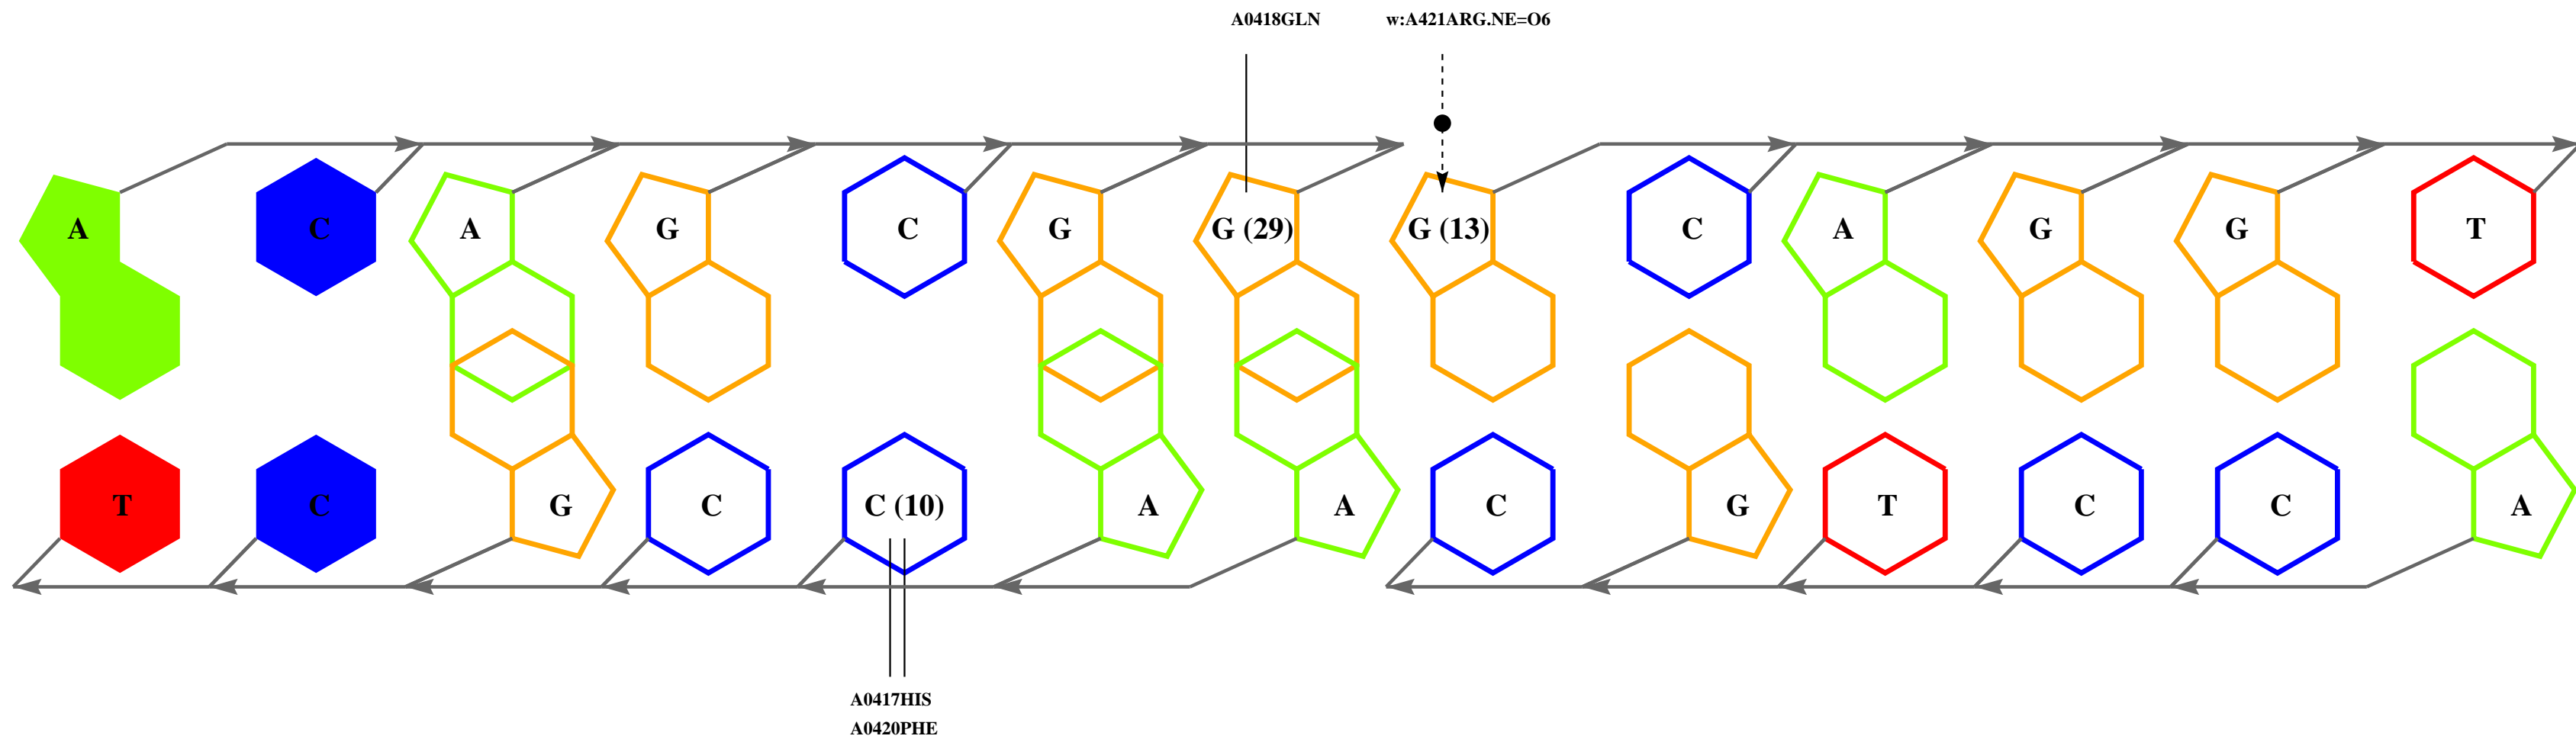 A0418GLN w:A421ARG.NE=O6
A C A G C G G (29) G (13) C A G G T
T C G C C (10) A A C G T C C A
A0417HIS
A0420PHE